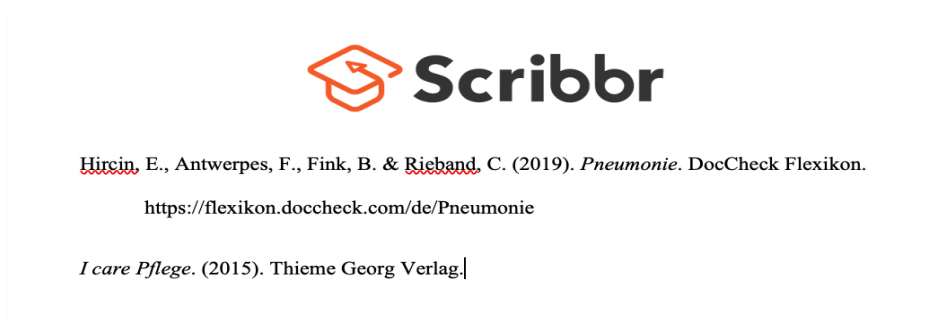 Scribbr
Hircin, E., Antwerpes, F., Fink, B. & Rieband, C. (2019). Pneumonie. DocCheck Flexikon.
https://flexikon.doccheck.com/de/Pneumonie
I care Pflege. (2015). Thieme Georg Verlag.